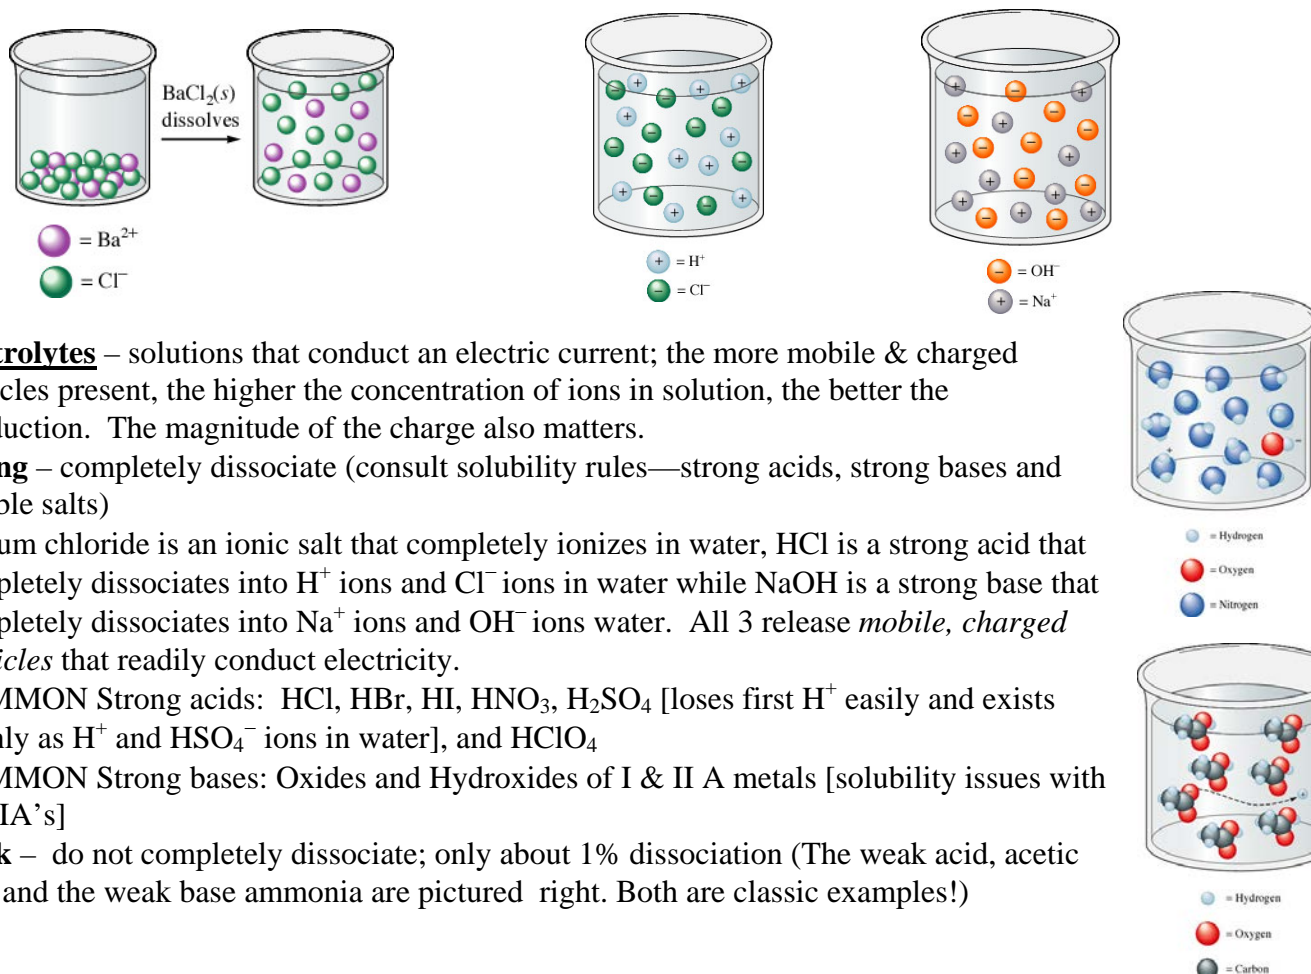 BaCl₂(s)
dissolves
= Ba²⁺
= Cl⁻
+ = H⁺
− = Cl⁻
− = OH⁻
+ = Na⁺
trolytes – solutions that conduct an electric current; the more mobile & charged
icles present, the higher the concentration of ions in solution, the better the
duction. The magnitude of the charge also matters.
ng – completely dissociate (consult solubility rules—strong acids, strong bases and
ble salts)
um chloride is an ionic salt that completely ionizes in water, HCl is a strong acid that
pletely dissociates into H⁺ ions and Cl⁻ ions in water while NaOH is a strong base that
pletely dissociates into Na⁺ ions and OH⁻ ions water. All 3 release mobile, charged
icles that readily conduct electricity.
MMON Strong acids: HCl, HBr, HI, HNO₃, H₂SO₄ [loses first H⁺ easily and exists
nly as H⁺ and HSO₄⁻ ions in water], and HClO₄
MMON Strong bases: Oxides and Hydroxides of I & II A metals [solubility issues with
IA's]
k – do not completely dissociate; only about 1% dissociation (The weak acid, acetic
and the weak base ammonia are pictured right. Both are classic examples!)
= Hydrogen
= Oxygen
= Nitrogen
= Hydrogen
= Oxygen
= Carbon